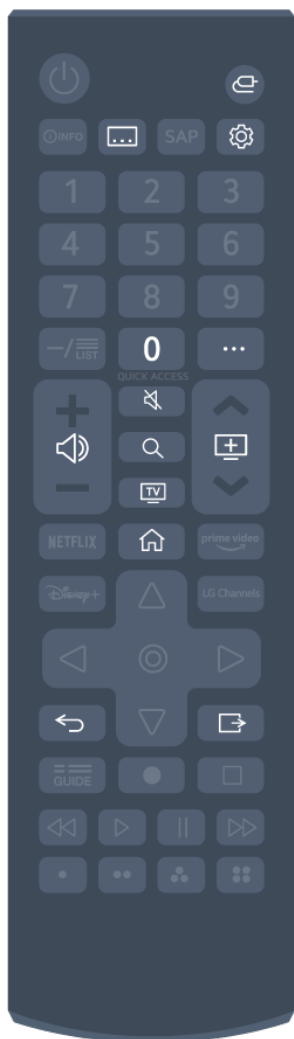 INFO
SAP
1 2 3
4 5 6
7 8 9
—/LIST 0 ...
QUICK ACCESS
TV
NETFLIX prime video
Disney+ LG Channels
GUIDE